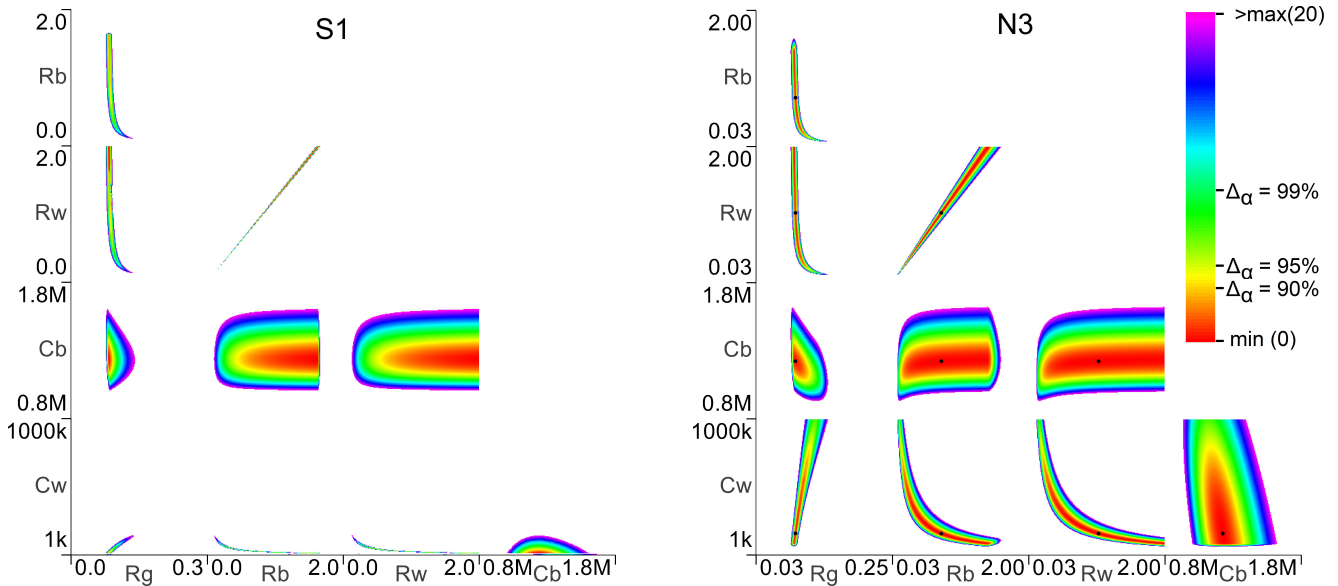 S1
2.0
Rb
0.0
2.0
Rw
0.0
1.8M
Cb
0.8M
1000k
Cw
1k
0.0 Rg 0.3 0.0 Rb 2.0 0.0 Rw 2.0 0.8M Cb 1.8M
N3
2.00
Rb
0.03
2.00
Rw
0.03
1.8M
Cb
0.8M
1000k
Cw
1k
0.03 Rg 0.25 0.03 Rb 2.00 0.03 Rw 2.00 0.8M Cb 1.8M
>max(20)
Δα = 99%
Δα = 95%
Δα = 90%
min (0)